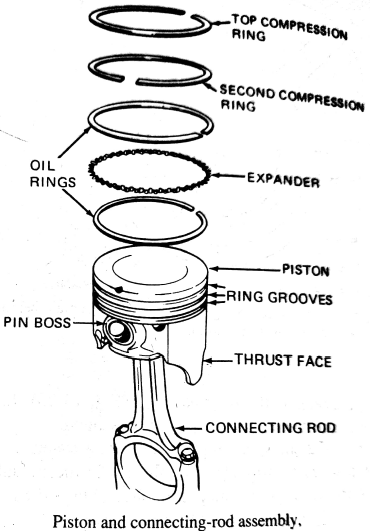 TOP COMPRESSION
RING
SECOND COMPRESSION
RING
OIL
RINGS
EXPANDER
PISTON
RING GROOVES
PIN BOSS
THRUST FACE
CONNECTING ROD
Piston and connecting-rod assembly.